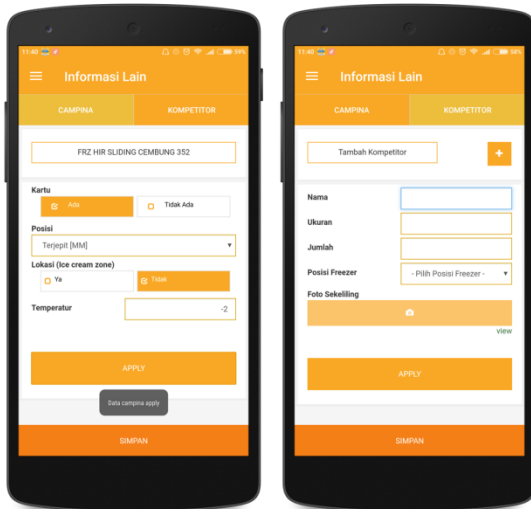 11:40
59%
Informasi Lain
CAMPINA
KOMPETITOR
FRZ HIR SLIDING CEMBUNG 352
Kartu
Ada
Tidak Ada
Posisi
Terjepit [MM]
Lokasi (Ice cream zone)
Ya
Tidak
Temperatur
-2
APPLY
Data campina apply
SIMPAN
11:40
Informasi Lain
CAMPINA
KOMPETITOR
Tambah Kompetitor
+
Nama
Ukuran
Jumlah
Posisi Freezer
- Pilih Posisi Freezer -
Foto Sekeliling
view
APPLY
SIMPAN